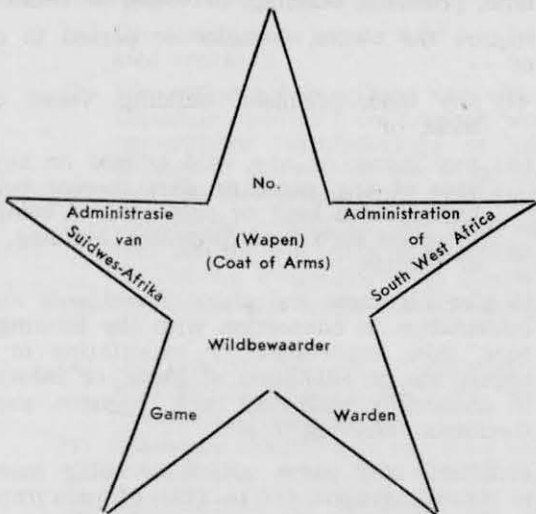 No.
Administrasie Administration
van (Wapen) of
Suidwes-Afrika (Coat of Arms) South West Africa
Wildbewaarder
Game Warden